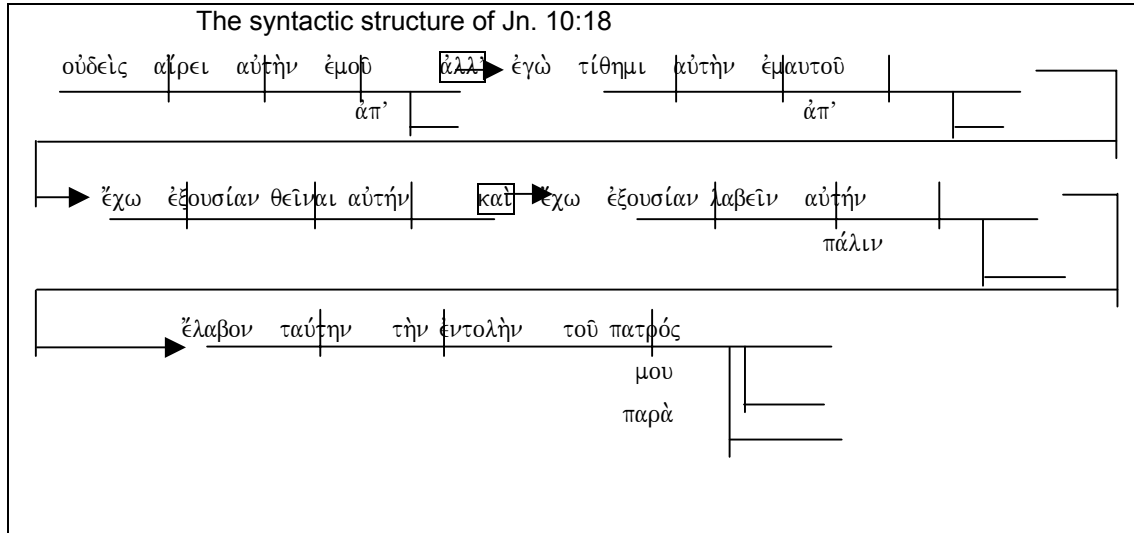 The syntactic structure of Jn. 10:18
οὐδεὶς αἴρει αὐτὴν ἐμοῦ ἀλλ’ ἐγὼ τίθημι αὐτὴν ἐμαυτοῦ
ἀπ’ ἀπ’
ἔχω ἐξουσίαν θεῖναι αὐτήν καὶ ἔχω ἐξουσίαν λαβεῖν αὐτήν
πάλιν
ἔλαβον ταύτην τὴν ἐντολὴν τοῦ πατρός
μου
παρὰ